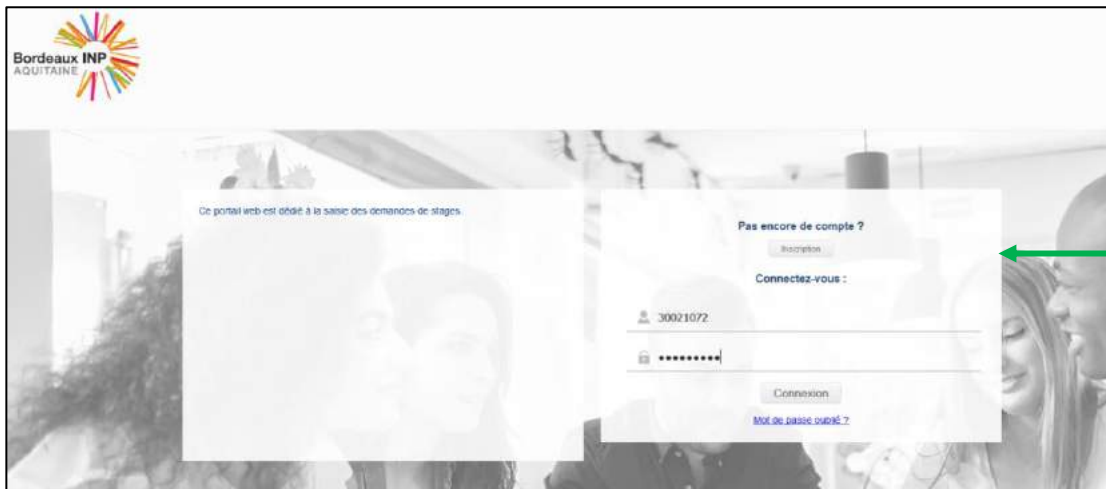 Bordeaux INP
AQUITAINE
Ce portail web est dédié à la saisie des demandes de stages.
Pas encore de compte ?
Inscription
Connectez-vous :
30021072
•••••••••
Connexion
Mot de passe oublié ?